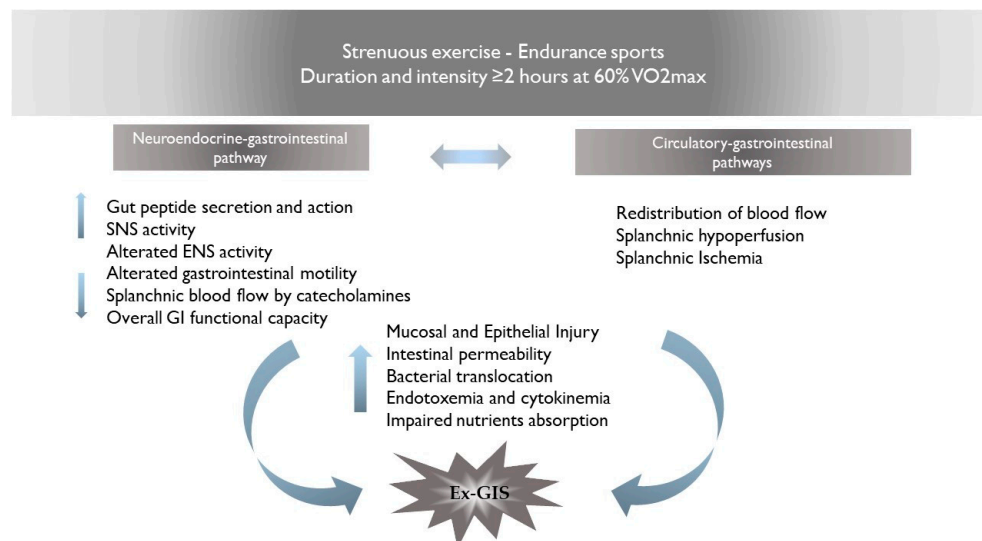 Strenuous exercise - Endurance sports
Duration and intensity ≥2 hours at 60% VO2max
Neuroendocrine-gastrointestinal
pathway
Circulatory-gastrointestinal
pathways
Gut peptide secretion and action
SNS activity
Alterated ENS activity
Alterated gastrointestinal motility
Splanchnic blood flow by catecholamines
Overall GI functional capacity
Redistribution of blood flow
Splanchnic hypoperfusion
Splanchnic Ischemia
Mucosal and Epithelial Injury
Intestinal permeability
Bacterial translocation
Endotoxemia and cytokinemia
Impaired nutrients absorption
Ex-GIS